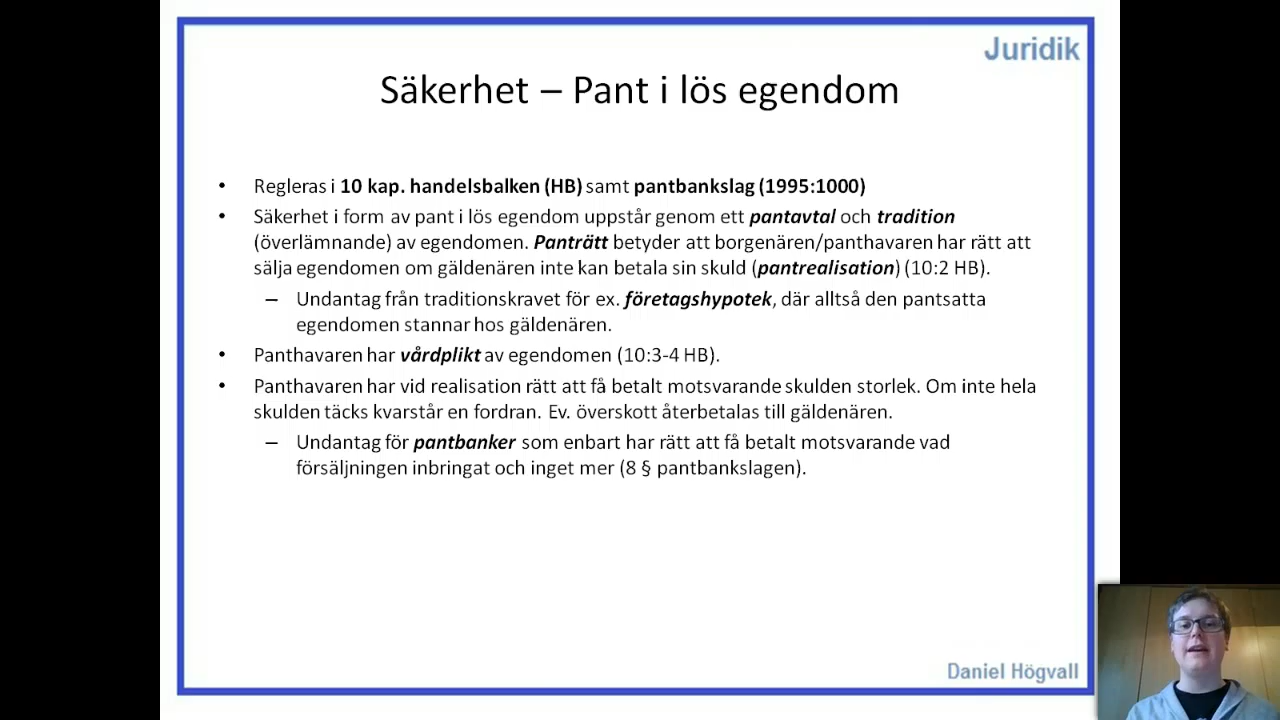 Juridik
Säkerhet – Pant i lös egendom
• Regleras i 10 kap. handelsbalken (HB) samt pantbankslag (1995:1000)
• Säkerhet i form av pant i lös egendom uppstår genom ett pantavtal och tradition
(överlämnande) av egendomen. Panträtt betyder att borgenären/panthavaren har rätt att
sälja egendomen om gäldenären inte kan betala sin skuld (pantrealisation) (10:2 HB).
– Undantag från traditionskravet för ex. företagshypotek, där alltså den pantsatta
egendomen stannar hos gäldenären.
• Panthavaren har vårdplikt av egendomen (10:3-4 HB).
• Panthavaren har vid realisation rätt att få betalt motsvarande skulden storlek. Om inte hela
skulden täcks kvarstår en fordran. Ev. överskott återbetalas till gäldenären.
– Undantag för pantbanker som enbart har rätt att få betalt motsvarande vad
försäljningen inbringat och inget mer (8 § pantbankslagen).
Daniel Högvall